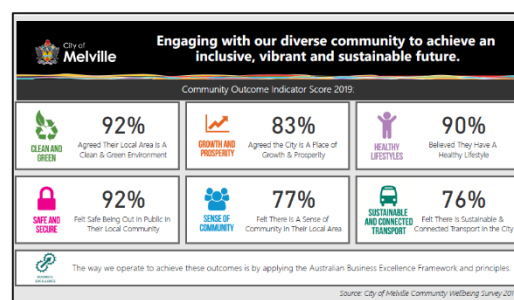 City of
Melville
Engaging with our diverse community to achieve an
inclusive, vibrant and sustainable future.
Community Outcome Indicator Score 2019:
CLEAN AND
GREEN
92%
Agreed Their Local Area Is A
Clean & Green Environment
GROWTH AND
PROSPERITY
83%
Agreed the City Is A Place of
Growth & Prosperity
HEALTHY
LIFESTYLES
90%
Believed They Have A
Healthy Lifestyle
SAFE AND
SECURE
92%
Felt Safe Being Out in Public In
Their Local Community
SENSE OF
COMMUNITY
77%
Felt There Is A Sense of
Community In Their Local Area
SUSTAINABLE
AND CONNECTED
TRANSPORT
76%
Felt There Is Sustainable &
Connected Transport in the City
BUSINESS
EXCELLENCE
The way we operate to achieve these outcomes is by applying the Australian Business Excellence Framework and principles.
Source: City of Melville Community Wellbeing Survey 201